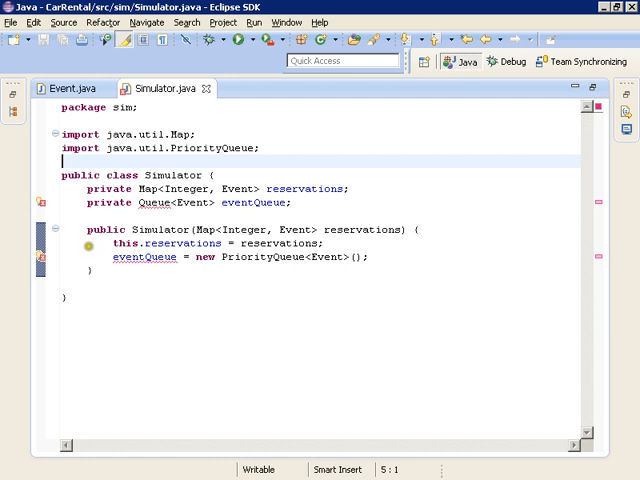 Java - CarRental/src/sim/Simulator.java - Eclipse SDK
File Edit Source Refactor Navigate Search Project Run Window Help
Quick Access
Java Debug Team Synchronizing
Event.java Simulator.java
package sim;
import java.util.Map;
import java.util.PriorityQueue;
public class Simulator {
private Map<Integer, Event> reservations;
private Queue<Event> eventQueue;
public Simulator(Map<Integer, Event> reservations) {
this.reservations = reservations;
eventQueue = new PriorityQueue<Event>();
}
}
Writable Smart Insert 5 : 1